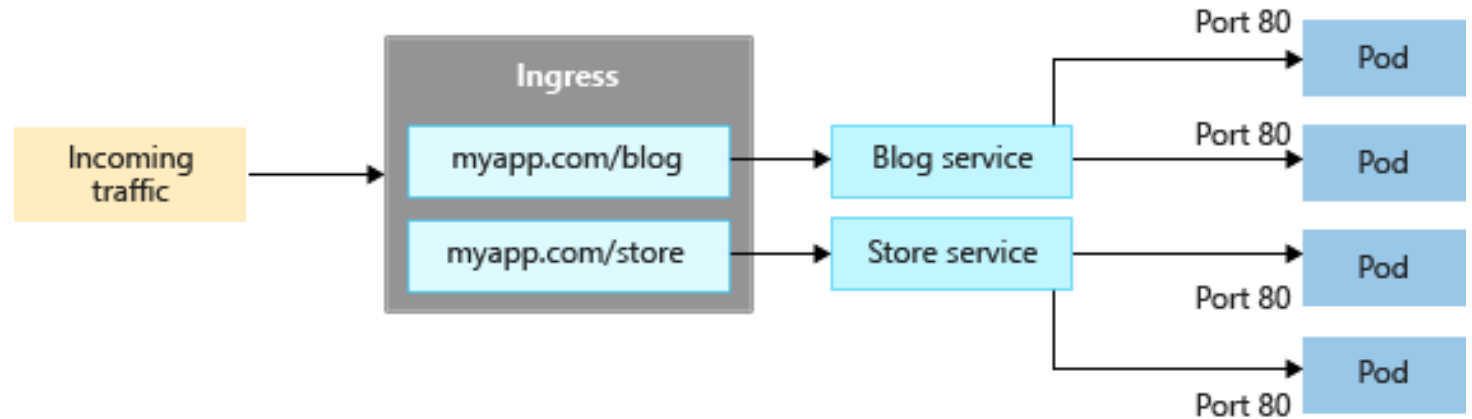 Ingress
Incoming
traffic
myapp.com/blog
myapp.com/store
Blog service
Store service
Port 80
Pod
Port 80
Pod
Port 80
Pod
Port 80
Pod